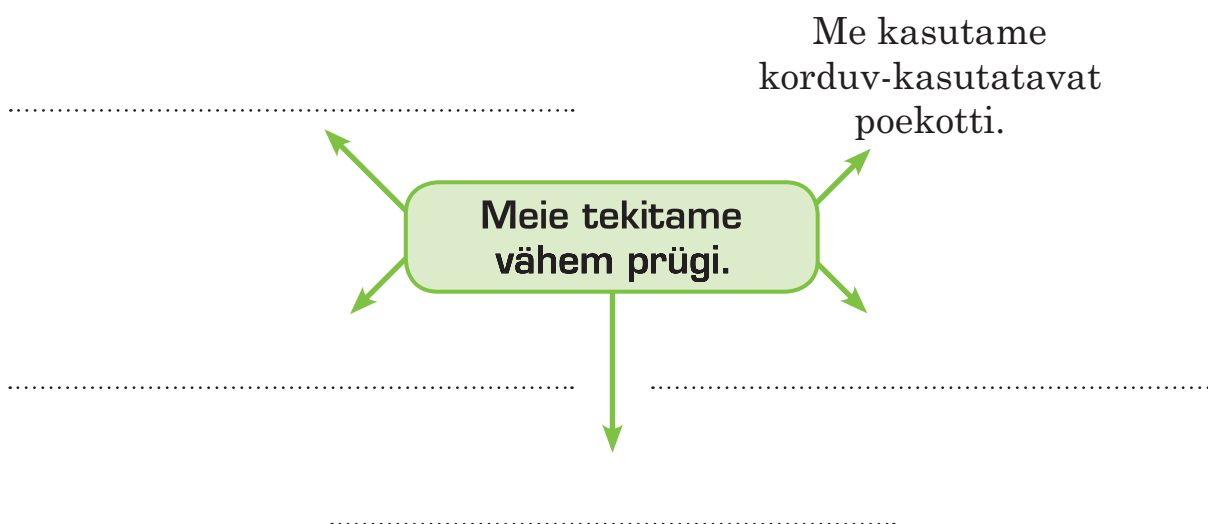 Me kasutame
korduv-kasutatavat
poekotti.
Meie tekitame
vähem prügi.